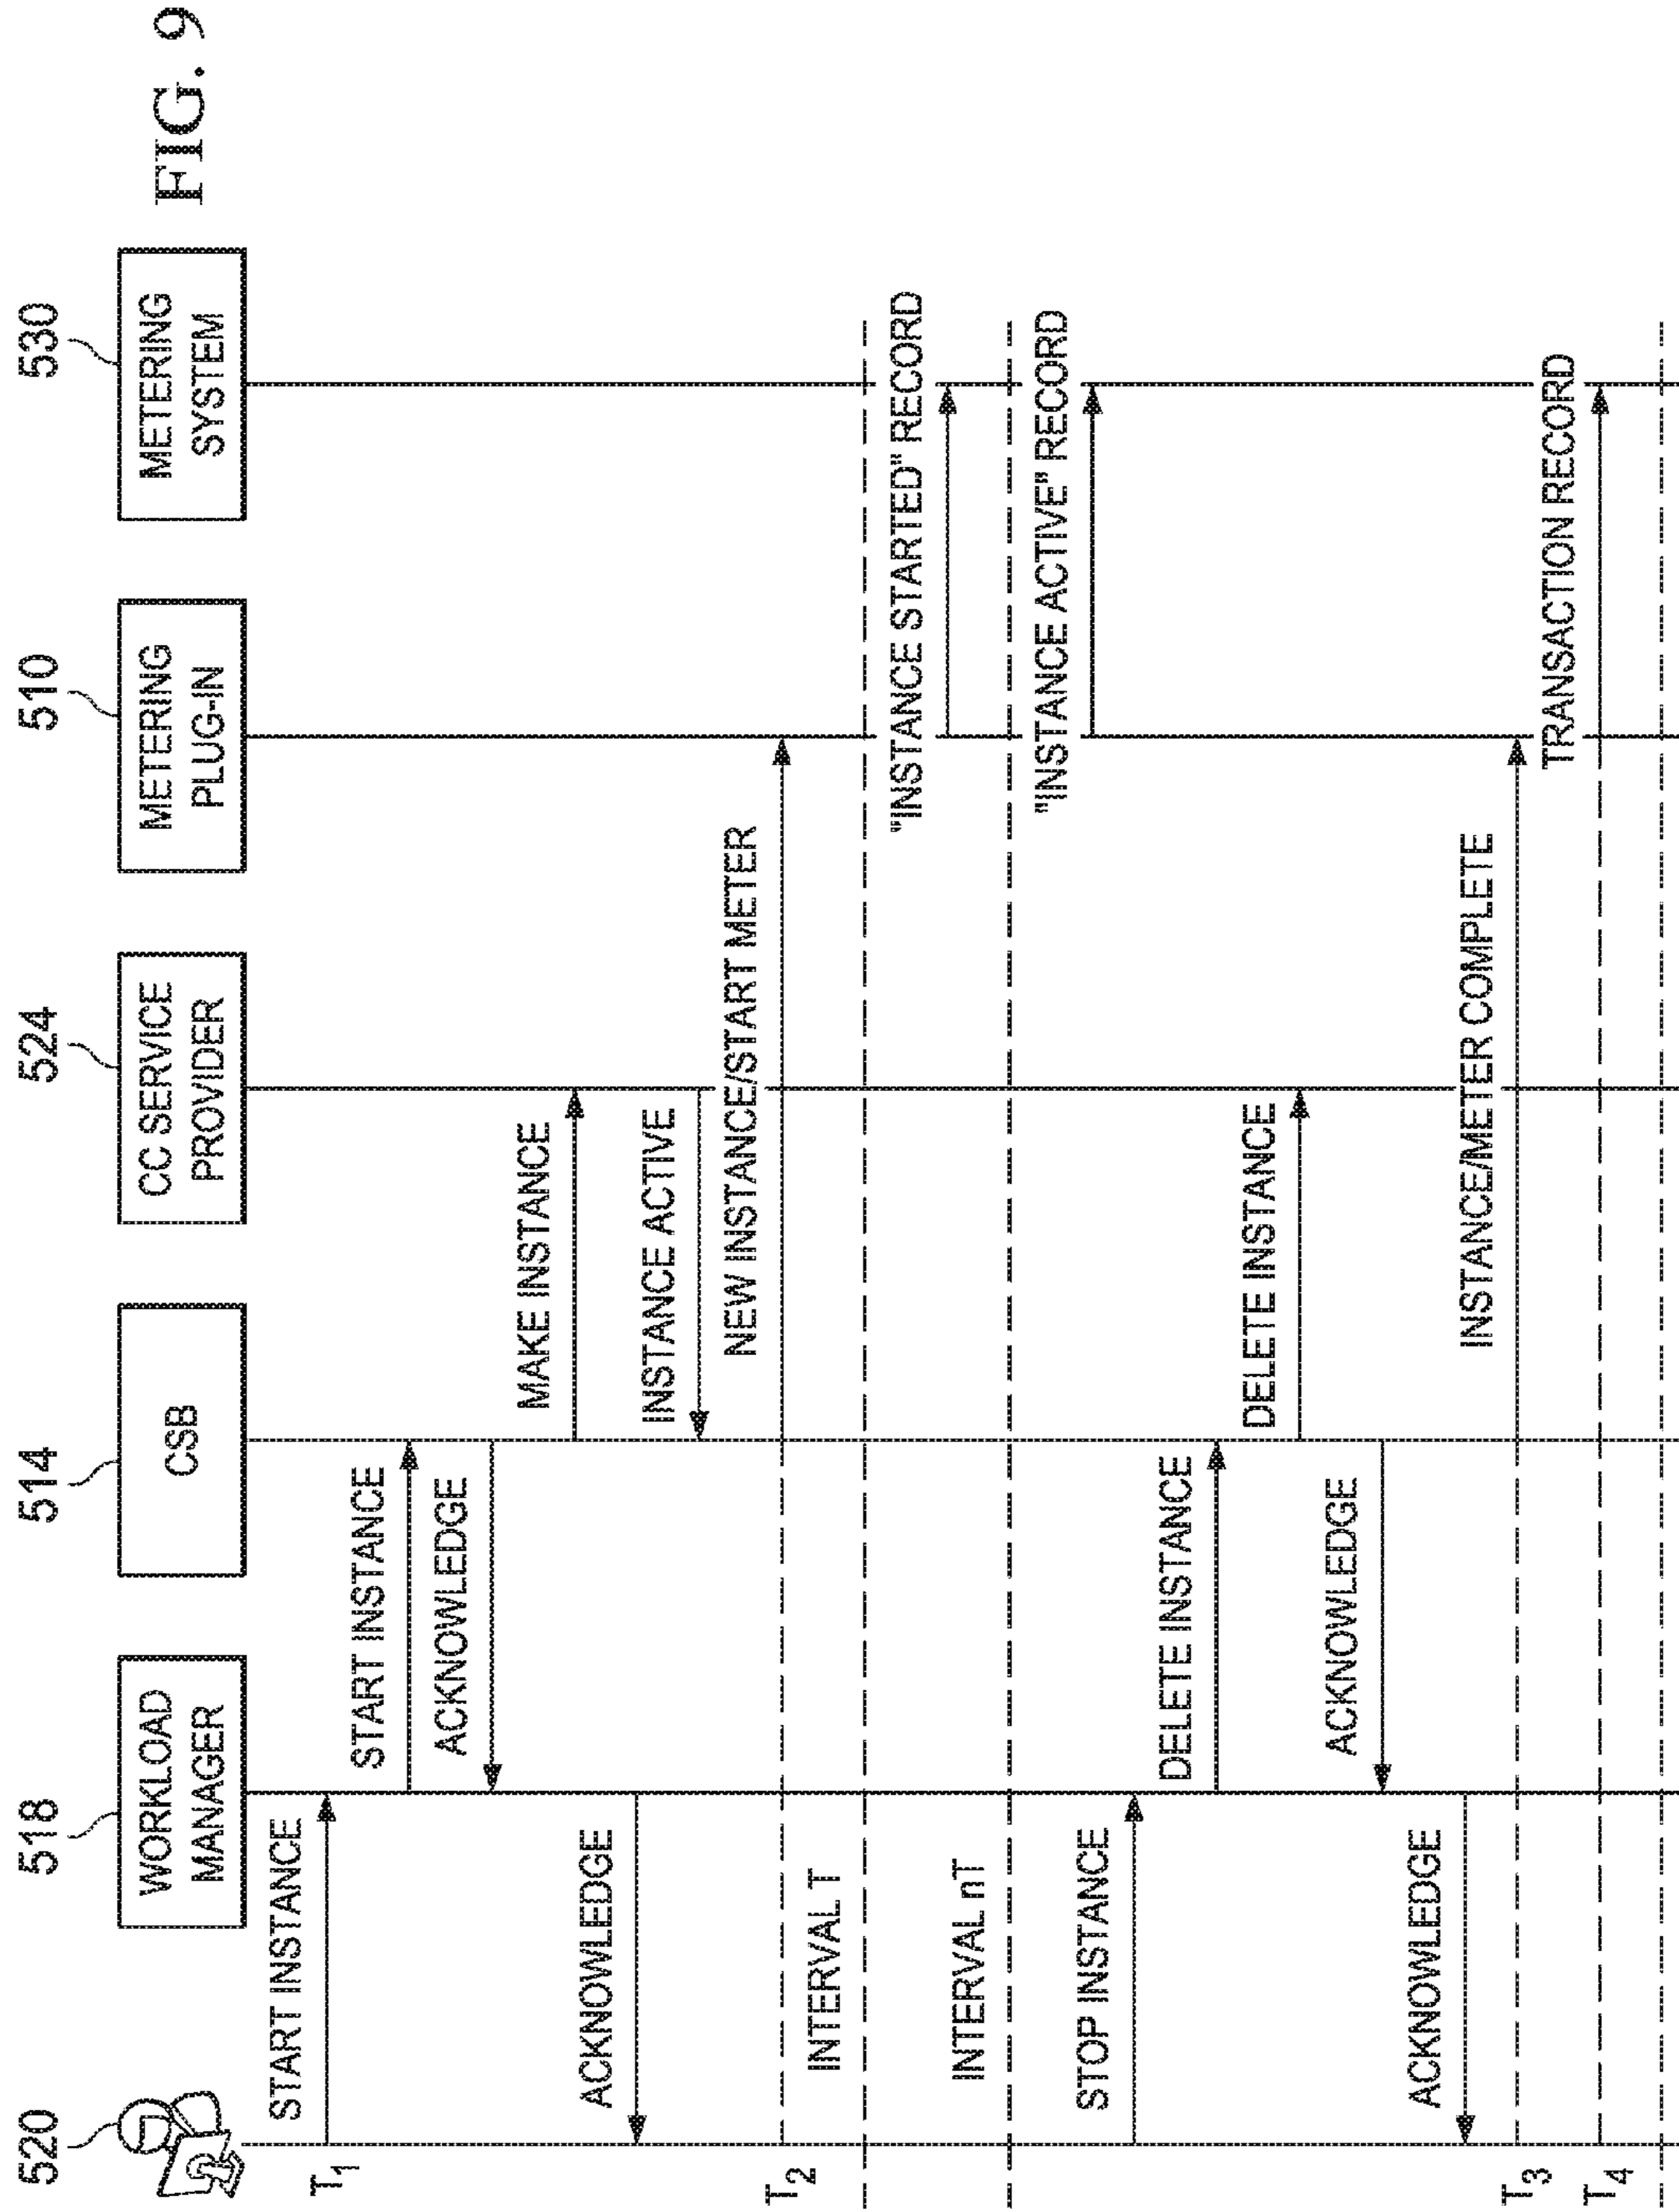 FIG. 9
520
518
514
524
510
530
WORKLOAD
MANAGER
CSB
CC SERVICE
PROVIDER
METERING
PLUG-IN
METERING
SYSTEM
T1
START INSTANCE
START INSTANCE
ACKNOWLEDGE
MAKE INSTANCE
ACKNOWLEDGE
INSTANCE ACTIVE
NEW INSTANCE/START METER
T2
INTERVAL T
"INSTANCE STARTED" RECORD
INTERVAL nT
"INSTANCE ACTIVE" RECORD
STOP INSTANCE
DELETE INSTANCE
DELETE INSTANCE
ACKNOWLEDGE
ACKNOWLEDGE
INSTANCE/METER COMPLETE
T3
TRANSACTION RECORD
T4